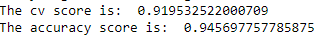 The cv score is:  0.919532522000709
The accuracy score is:  0.945697757785875